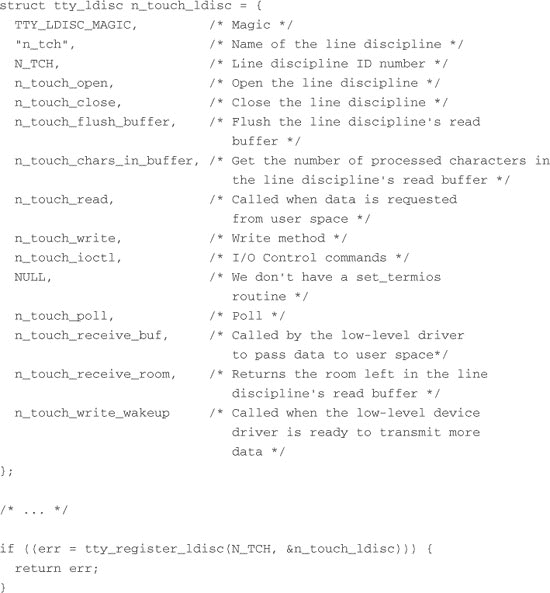 struct tty_ldisc n_touch_ldisc = {
  TTY_LDISC_MAGIC,         /* Magic */
  "n_tch",                 /* Name of the line discipline */
  N_TCH,                   /* Line discipline ID number */
  n_touch_open,            /* Open the line discipline */
  n_touch_close,           /* Close the line discipline */
  n_touch_flush_buffer,    /* Flush the line discipline's read
                              buffer */
  n_touch_chars_in_buffer, /* Get the number of processed characters in
                              the line discipline's read buffer */
  n_touch_read,            /* Called when data is requested
                              from user space */
  n_touch_write,           /* Write method */
  n_touch_ioctl,           /* I/O Control commands */
  NULL,                    /* We don't have a set_termios
                              routine */
  n_touch_poll,            /* Poll */
  n_touch_receive_buf,     /* Called by the low-level driver
                              to pass data to user space*/
  n_touch_receive_room,    /* Returns the room left in the line
                              discipline's read buffer */
  n_touch_write_wakeup     /* Called when the low-level device
                              driver is ready to transmit more
                              data */
};

/* ... */

if ((err = tty_register_ldisc(N_TCH, &n_touch_ldisc))) {
  return err;
}